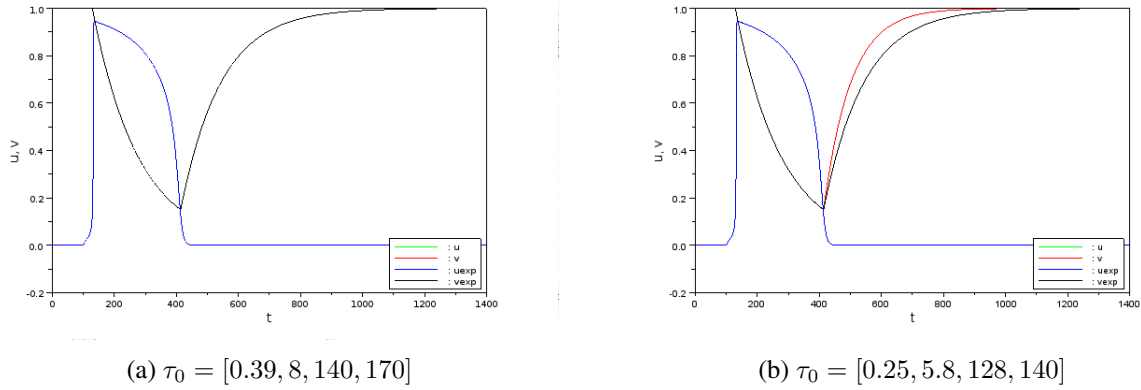 1.0
0.8
0.6
0.4
0.2
0.0
-0.2
u, v
0 200 400 600 800 1000 1200 1400
t
: u
: v
: uexp
: vexp
(a) τ₀ = [0.39, 8, 140, 170]
1.0
0.8
0.6
0.4
0.2
0.0
-0.2
u, v
0 200 400 600 800 1000 1200 1400
t
: u
: v
: uexp
: vexp
(b) τ₀ = [0.25, 5.8, 128, 140]